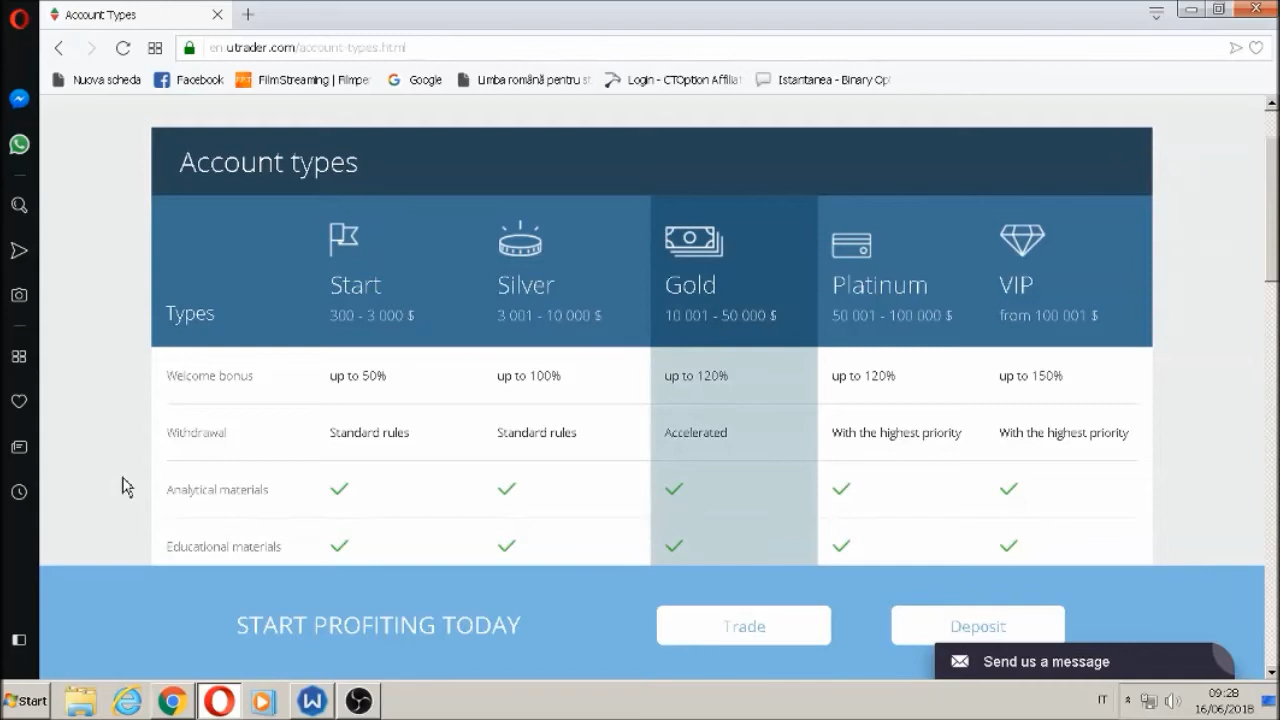 Account Types
en.utrader.com/account-types.html
Nuova scheda
Facebook
FilmStreaming | Filmpe
Google
Limba română pentru st
Login - CTOption Affiliat
Istantanea - Binary Op
Account types
Types
Start
300 - 3 000 $
Silver
3 001 - 10 000 $
Gold
10 001 - 50 000 $
Platinum
50 001 - 100 000 $
VIP
from 100 001 $
Welcome bonus
up to 50%
up to 100%
up to 120%
up to 120%
up to 150%
Withdrawal
Standard rules
Standard rules
Accelerated
With the highest priority
With the highest priority
Analytical materials
Educational materials
START PROFITING TODAY
Trade
Deposit
Send us a message
Start
IT
09:28
16/06/2018